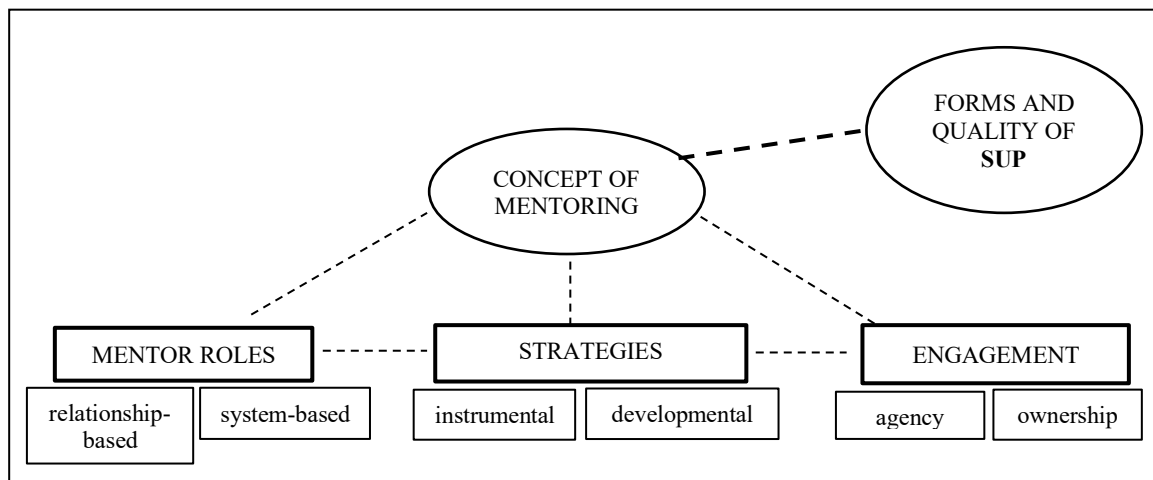 FORMS AND
QUALITY OF
SUP
CONCEPT OF
MENTORING
MENTOR ROLES
STRATEGIES
ENGAGEMENT
relationship-
based
system-based
instrumental
developmental
agency
ownership